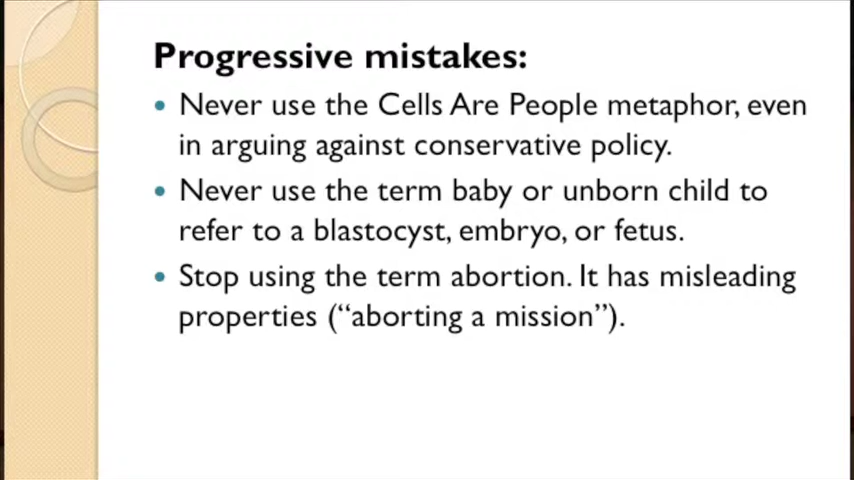 Progressive mistakes:
• Never use the Cells Are People metaphor, even
in arguing against conservative policy.
• Never use the term baby or unborn child to
refer to a blastocyst, embryo, or fetus.
• Stop using the term abortion. It has misleading
properties (“aborting a mission”).